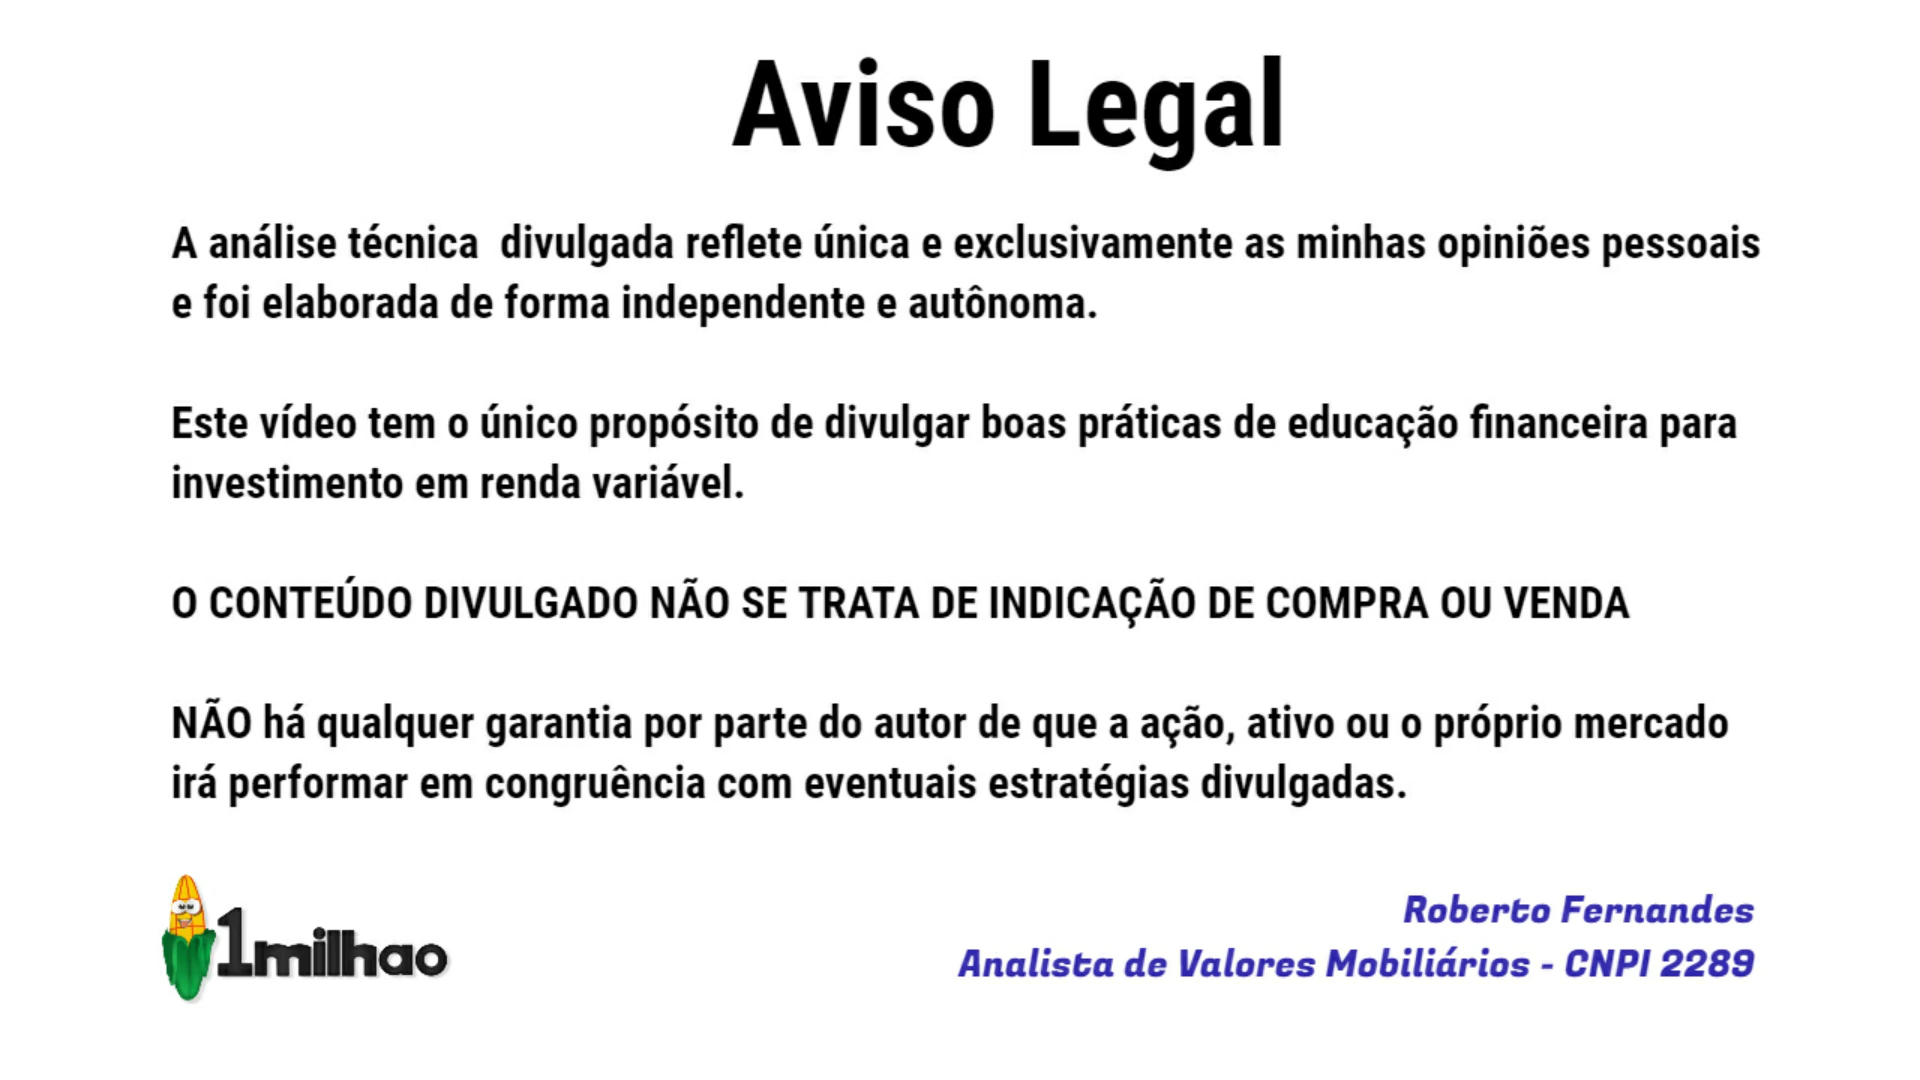 Aviso Legal
A análise técnica divulgada reflete única e exclusivamente as minhas opiniões pessoais
e foi elaborada de forma independente e autônoma.
Este vídeo tem o único propósito de divulgar boas práticas de educação financeira para
investimento em renda variável.
O CONTEÚDO DIVULGADO NÃO SE TRATA DE INDICAÇÃO DE COMPRA OU VENDA
NÃO há qualquer garantia por parte do autor de que a ação, ativo ou o próprio mercado
irá performar em congruência com eventuais estratégias divulgadas.
1milhao
Roberto Fernandes
Analista de Valores Mobiliários - CNPI 2289